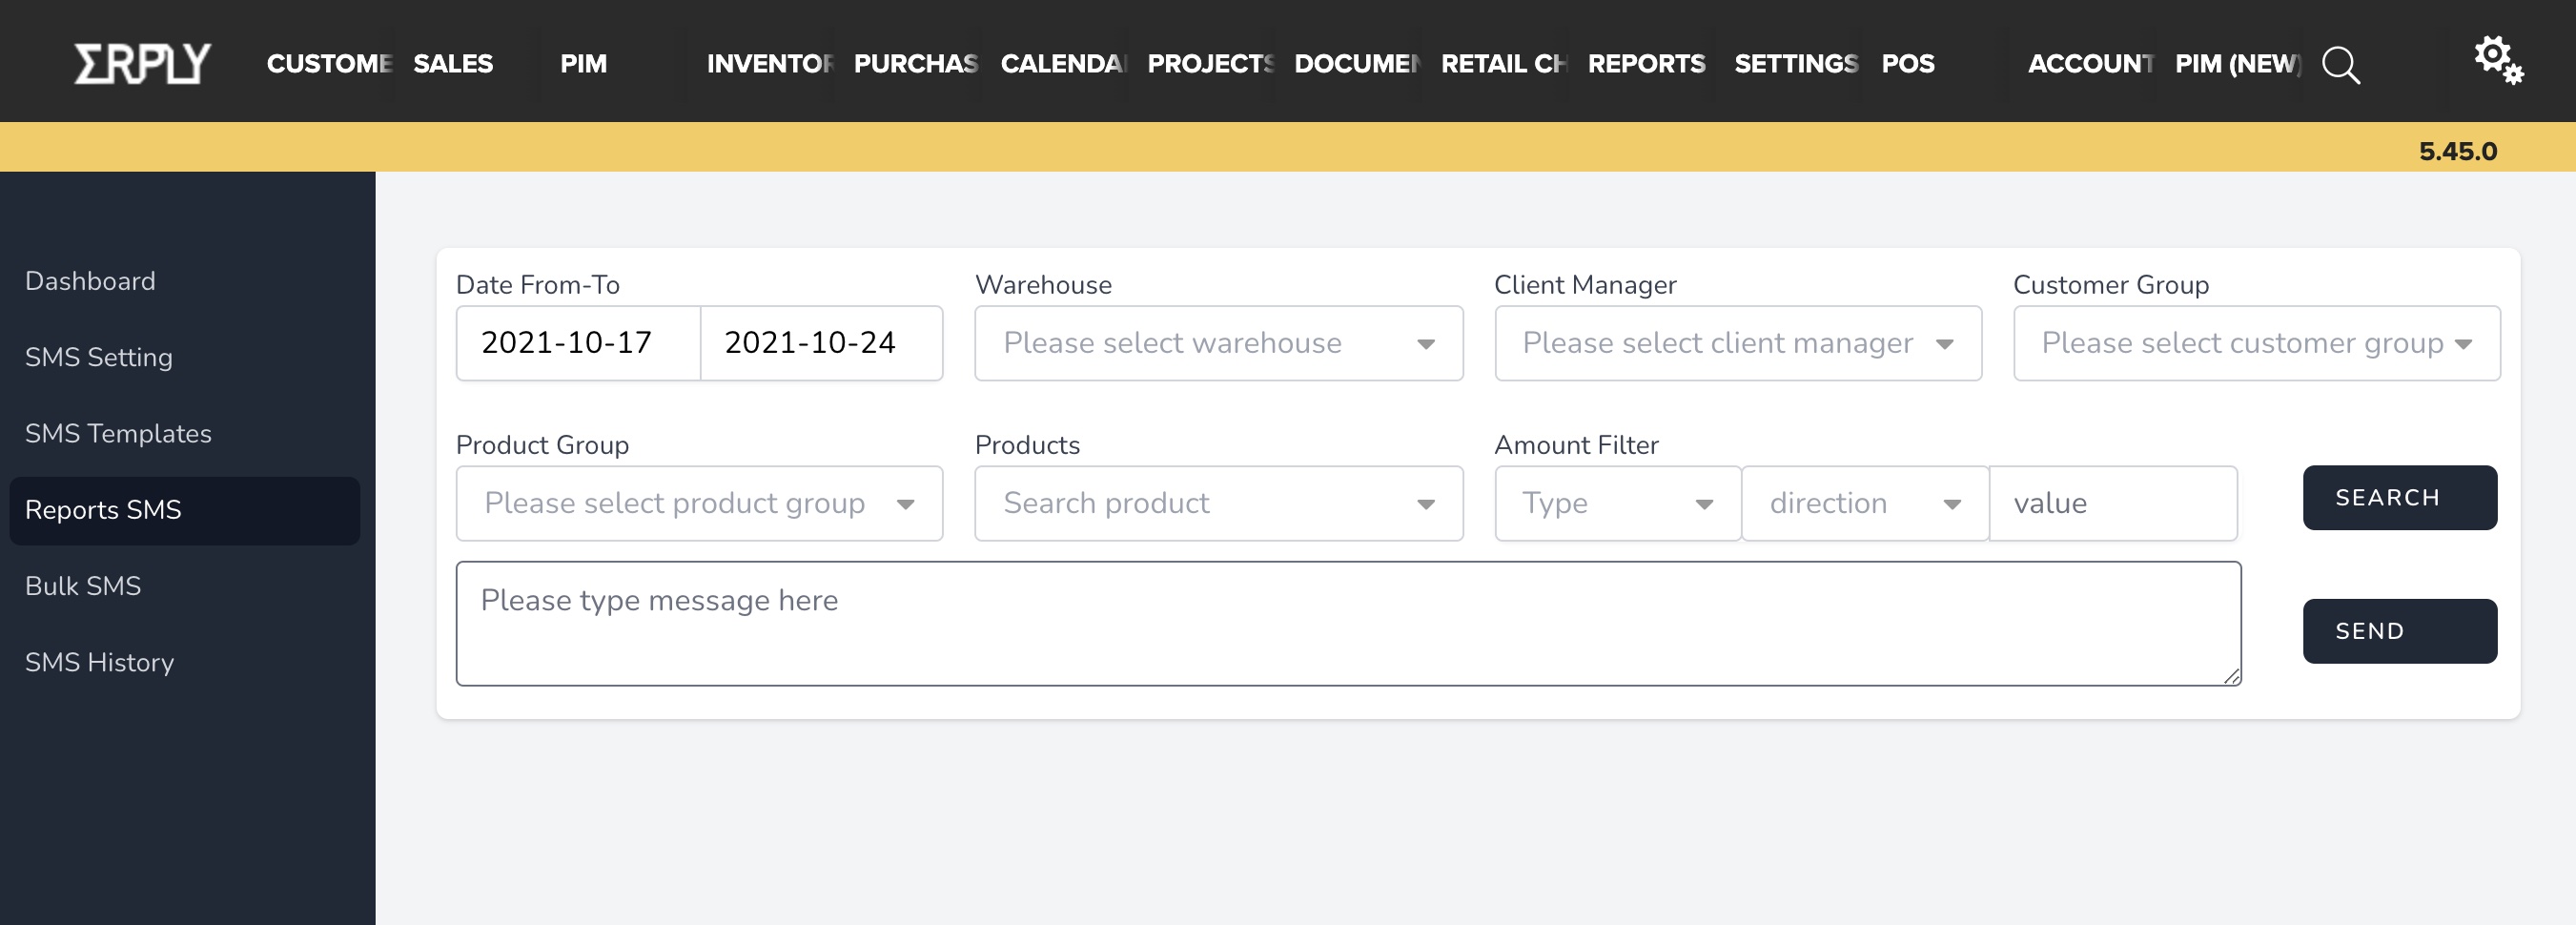 ERPLY CUSTOME SALES PIM INVENTOR PURCHAS CALENDA PROJECTS DOCUMEN RETAIL CH REPORTS SETTINGS POS ACCOUNT PIM (NEW)
5.45.0
Dashboard
SMS Setting
SMS Templates
Reports SMS
Bulk SMS
SMS History
Date From-To Warehouse Client Manager Customer Group
2021-10-17 2021-10-24 Please select warehouse Please select client manager Please select customer group
Product Group Products Amount Filter
Please select product group Search product Type direction value SEARCH
Please type message here
SEND